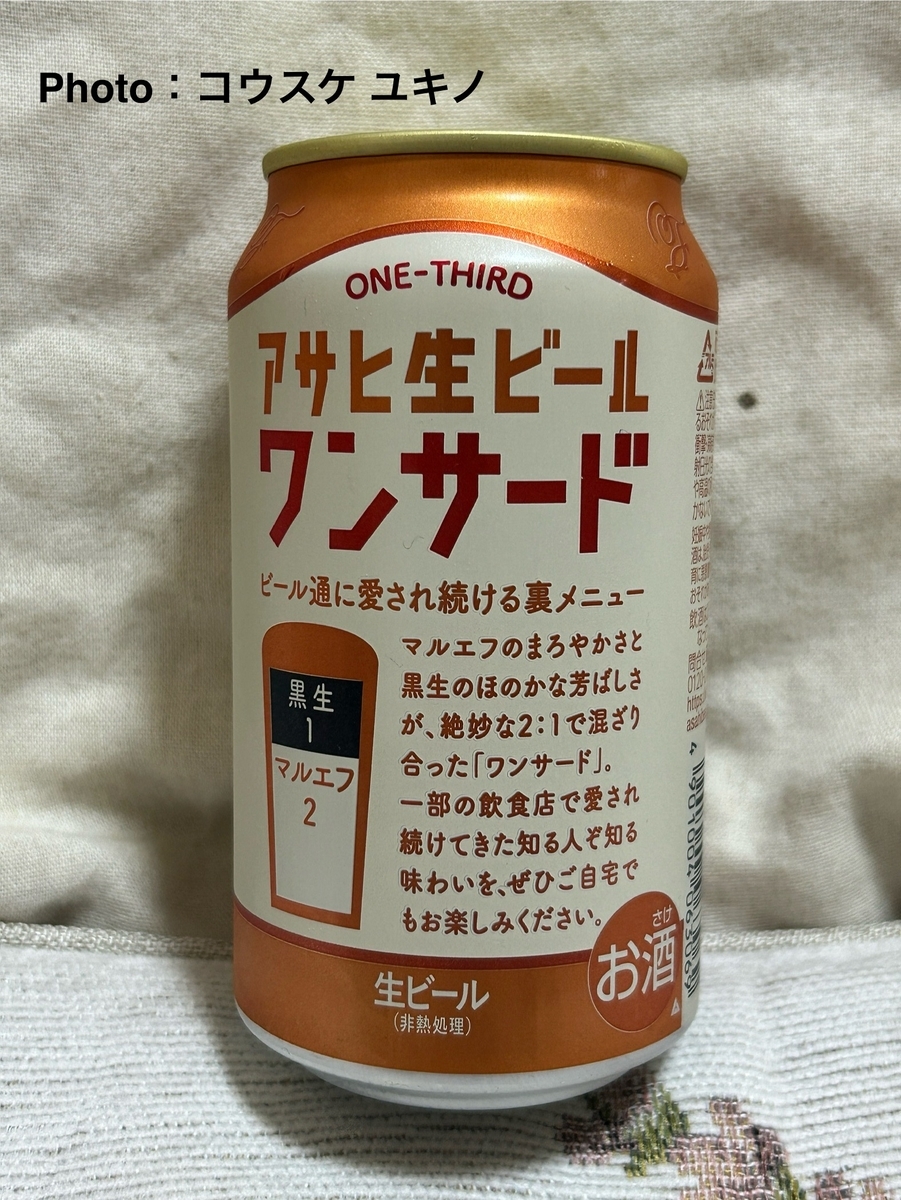 Photo：コウスケ ユキノ
ONE-THIRD
アサヒ生ビール
ワンサード
ビール通に愛され続ける裏メニュー
黒生
1
マルエフ
2
マルエフのまろやかさと
黒生のほのかな芳ばしさ
が、絶妙な2:1で混ざり
合った「ワンサード」。
一部の飲食店で愛され
続けてきた知る人ぞ知る
味わいを、ぜひご自宅で
もお楽しみください。
さけ
お酒
生ビール
(非熱処理)